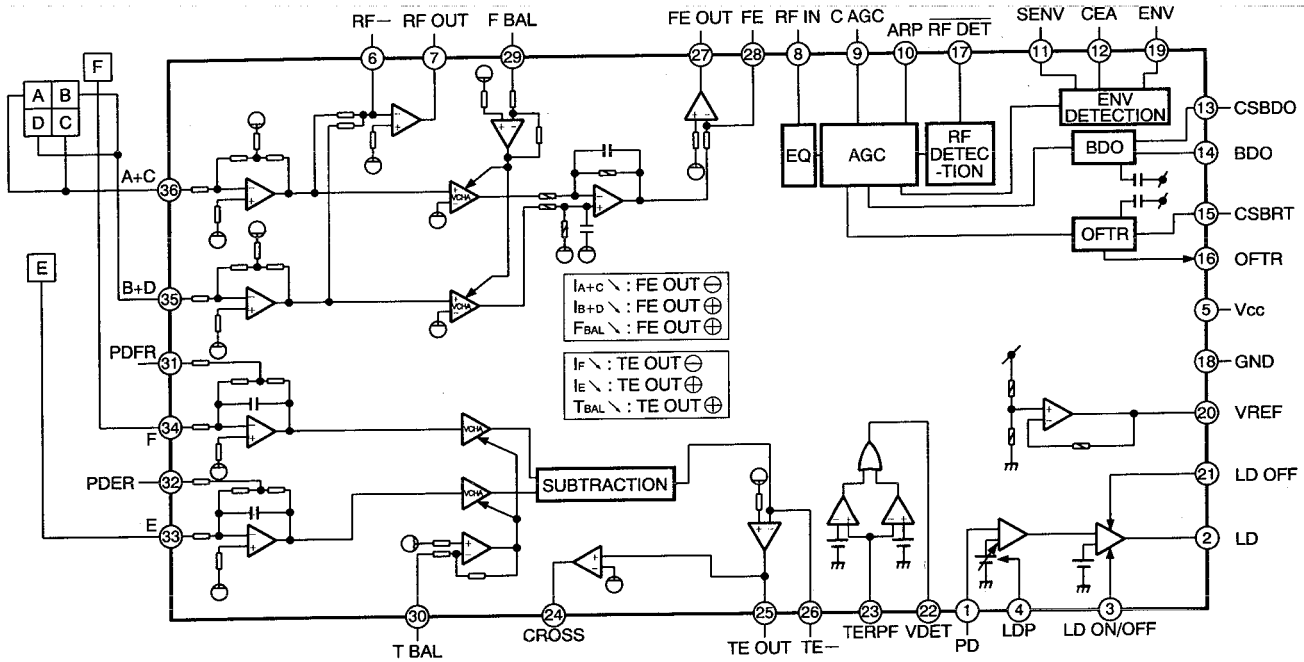 RF− RF OUT F BAL FE OUT FE RF IN C AGC ARP RF DET SENV CEA ENV
6 7 29 27 28 8 9 10 17 11 12 19
F
A B
D C
E
A+C
36
B+D
35
PDFR
31
34
F
PDER
32
E
33
VCHA
VCHA
VCHA
VCHA
EQ
AGC
RF
DETEC
-TION
ENV
DETECTION
BDO
OFTR
13 CSBDO
14 BDO
15 CSBRT
16 OFTR
5 Vcc
18 GND
20 VREF
21 LD OFF
2 LD
IA+C ↘ : FE OUT ⊖
IB+D ↘ : FE OUT ⊕
FBAL ↘ : FE OUT ⊕
IF ↘ : TE OUT ⊖
IE ↘ : TE OUT ⊕
TBAL ↘ : TE OUT ⊕
SUBTRACTION
30 24 25 26 23 22 1 4 3
T BAL CROSS TE OUT TE− TERPF VDET PD LDP LD ON/OFF